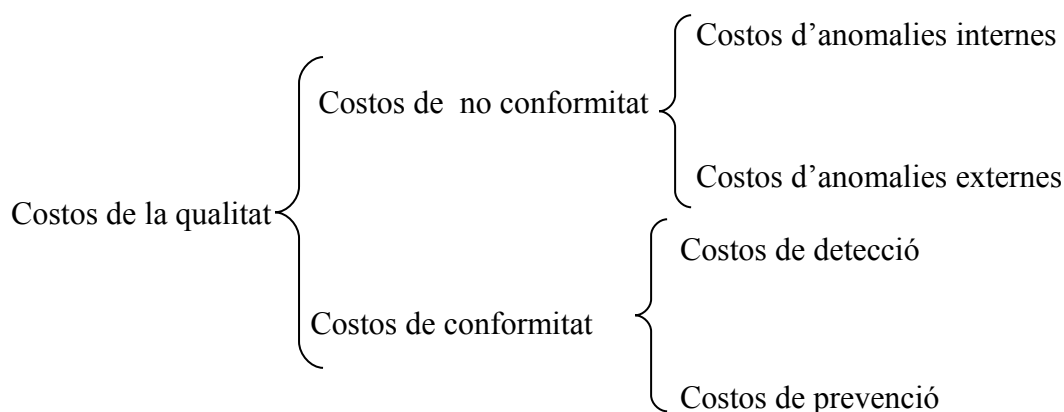 Costos d’anomalies internes
Costos de no conformitat
Costos d’anomalies externes
Costos de la qualitat
Costos de detecció
Costos de conformitat
Costos de prevenció